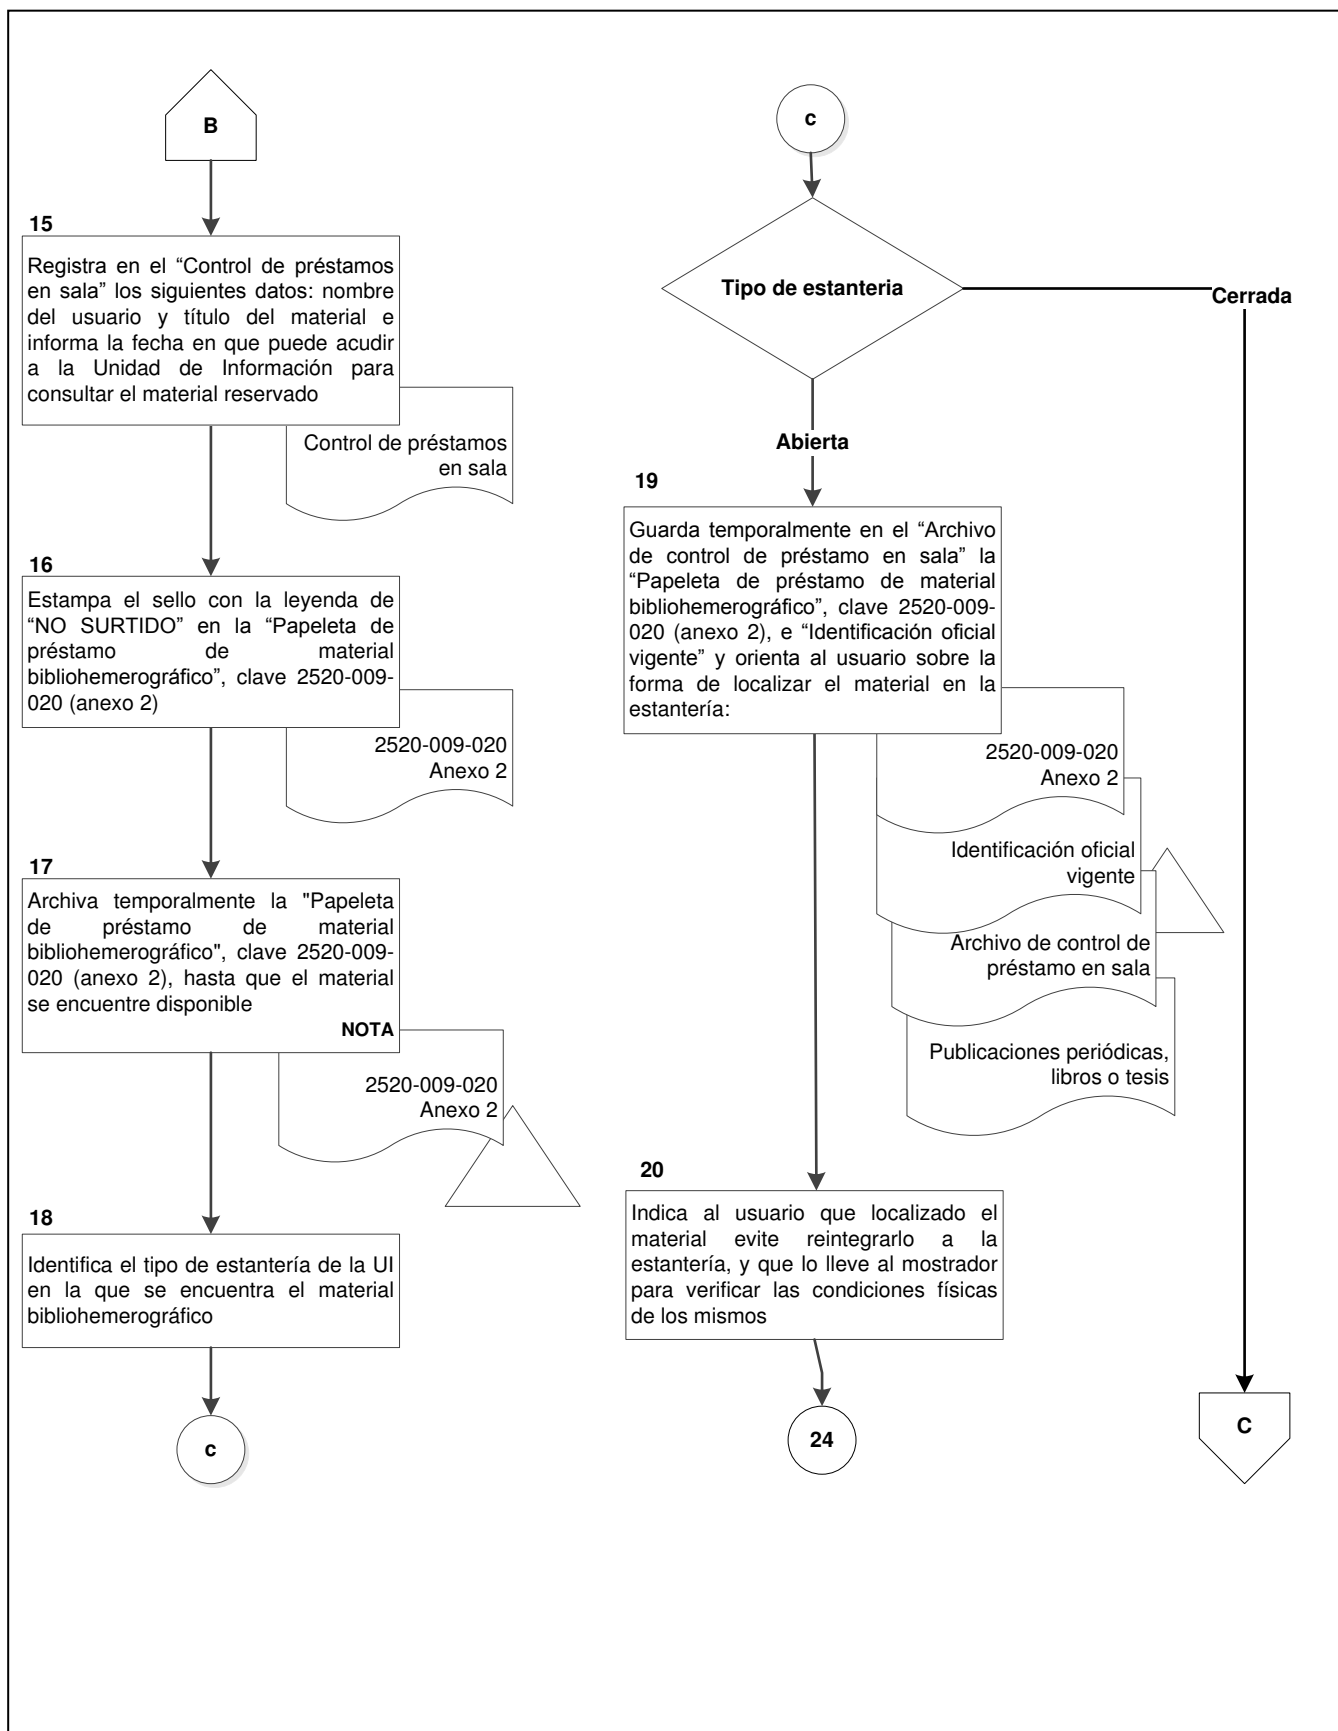 B
15
Registra en el “Control de préstamos
en sala” los siguientes datos: nombre
del usuario y título del material e
informa la fecha en que puede acudir
a la Unidad de Información para
consultar el material reservado
Control de préstamos
en sala
16
Estampa el sello con la leyenda de
“NO SURTIDO” en la “Papeleta de
préstamo de material
bibliohemerográfico”, clave 2520-009-
020 (anexo 2)
2520-009-020
Anexo 2
17
Archiva temporalmente la "Papeleta
de préstamo de material
bibliohemerográfico", clave 2520-009-
020 (anexo 2), hasta que el material
se encuentre disponible
NOTA
2520-009-020
Anexo 2
18
Identifica el tipo de estantería de la UI
en la que se encuentra el material
bibliohemerográfico
c
c
Tipo de estanteria
Cerrada
Abierta
19
Guarda temporalmente en el “Archivo
de control de préstamo en sala” la
“Papeleta de préstamo de material
bibliohemerográfico”, clave 2520-009-
020 (anexo 2), e “Identificación oficial
vigente” y orienta al usuario sobre la
forma de localizar el material en la
estantería:
2520-009-020
Anexo 2
Identificación oficial
vigente
Archivo de control de
préstamo en sala
Publicaciones periódicas,
libros o tesis
20
Indica al usuario que localizado el
material evite reintegrarlo a la
estantería, y que lo lleve al mostrador
para verificar las condiciones físicas
de los mismos
24
C